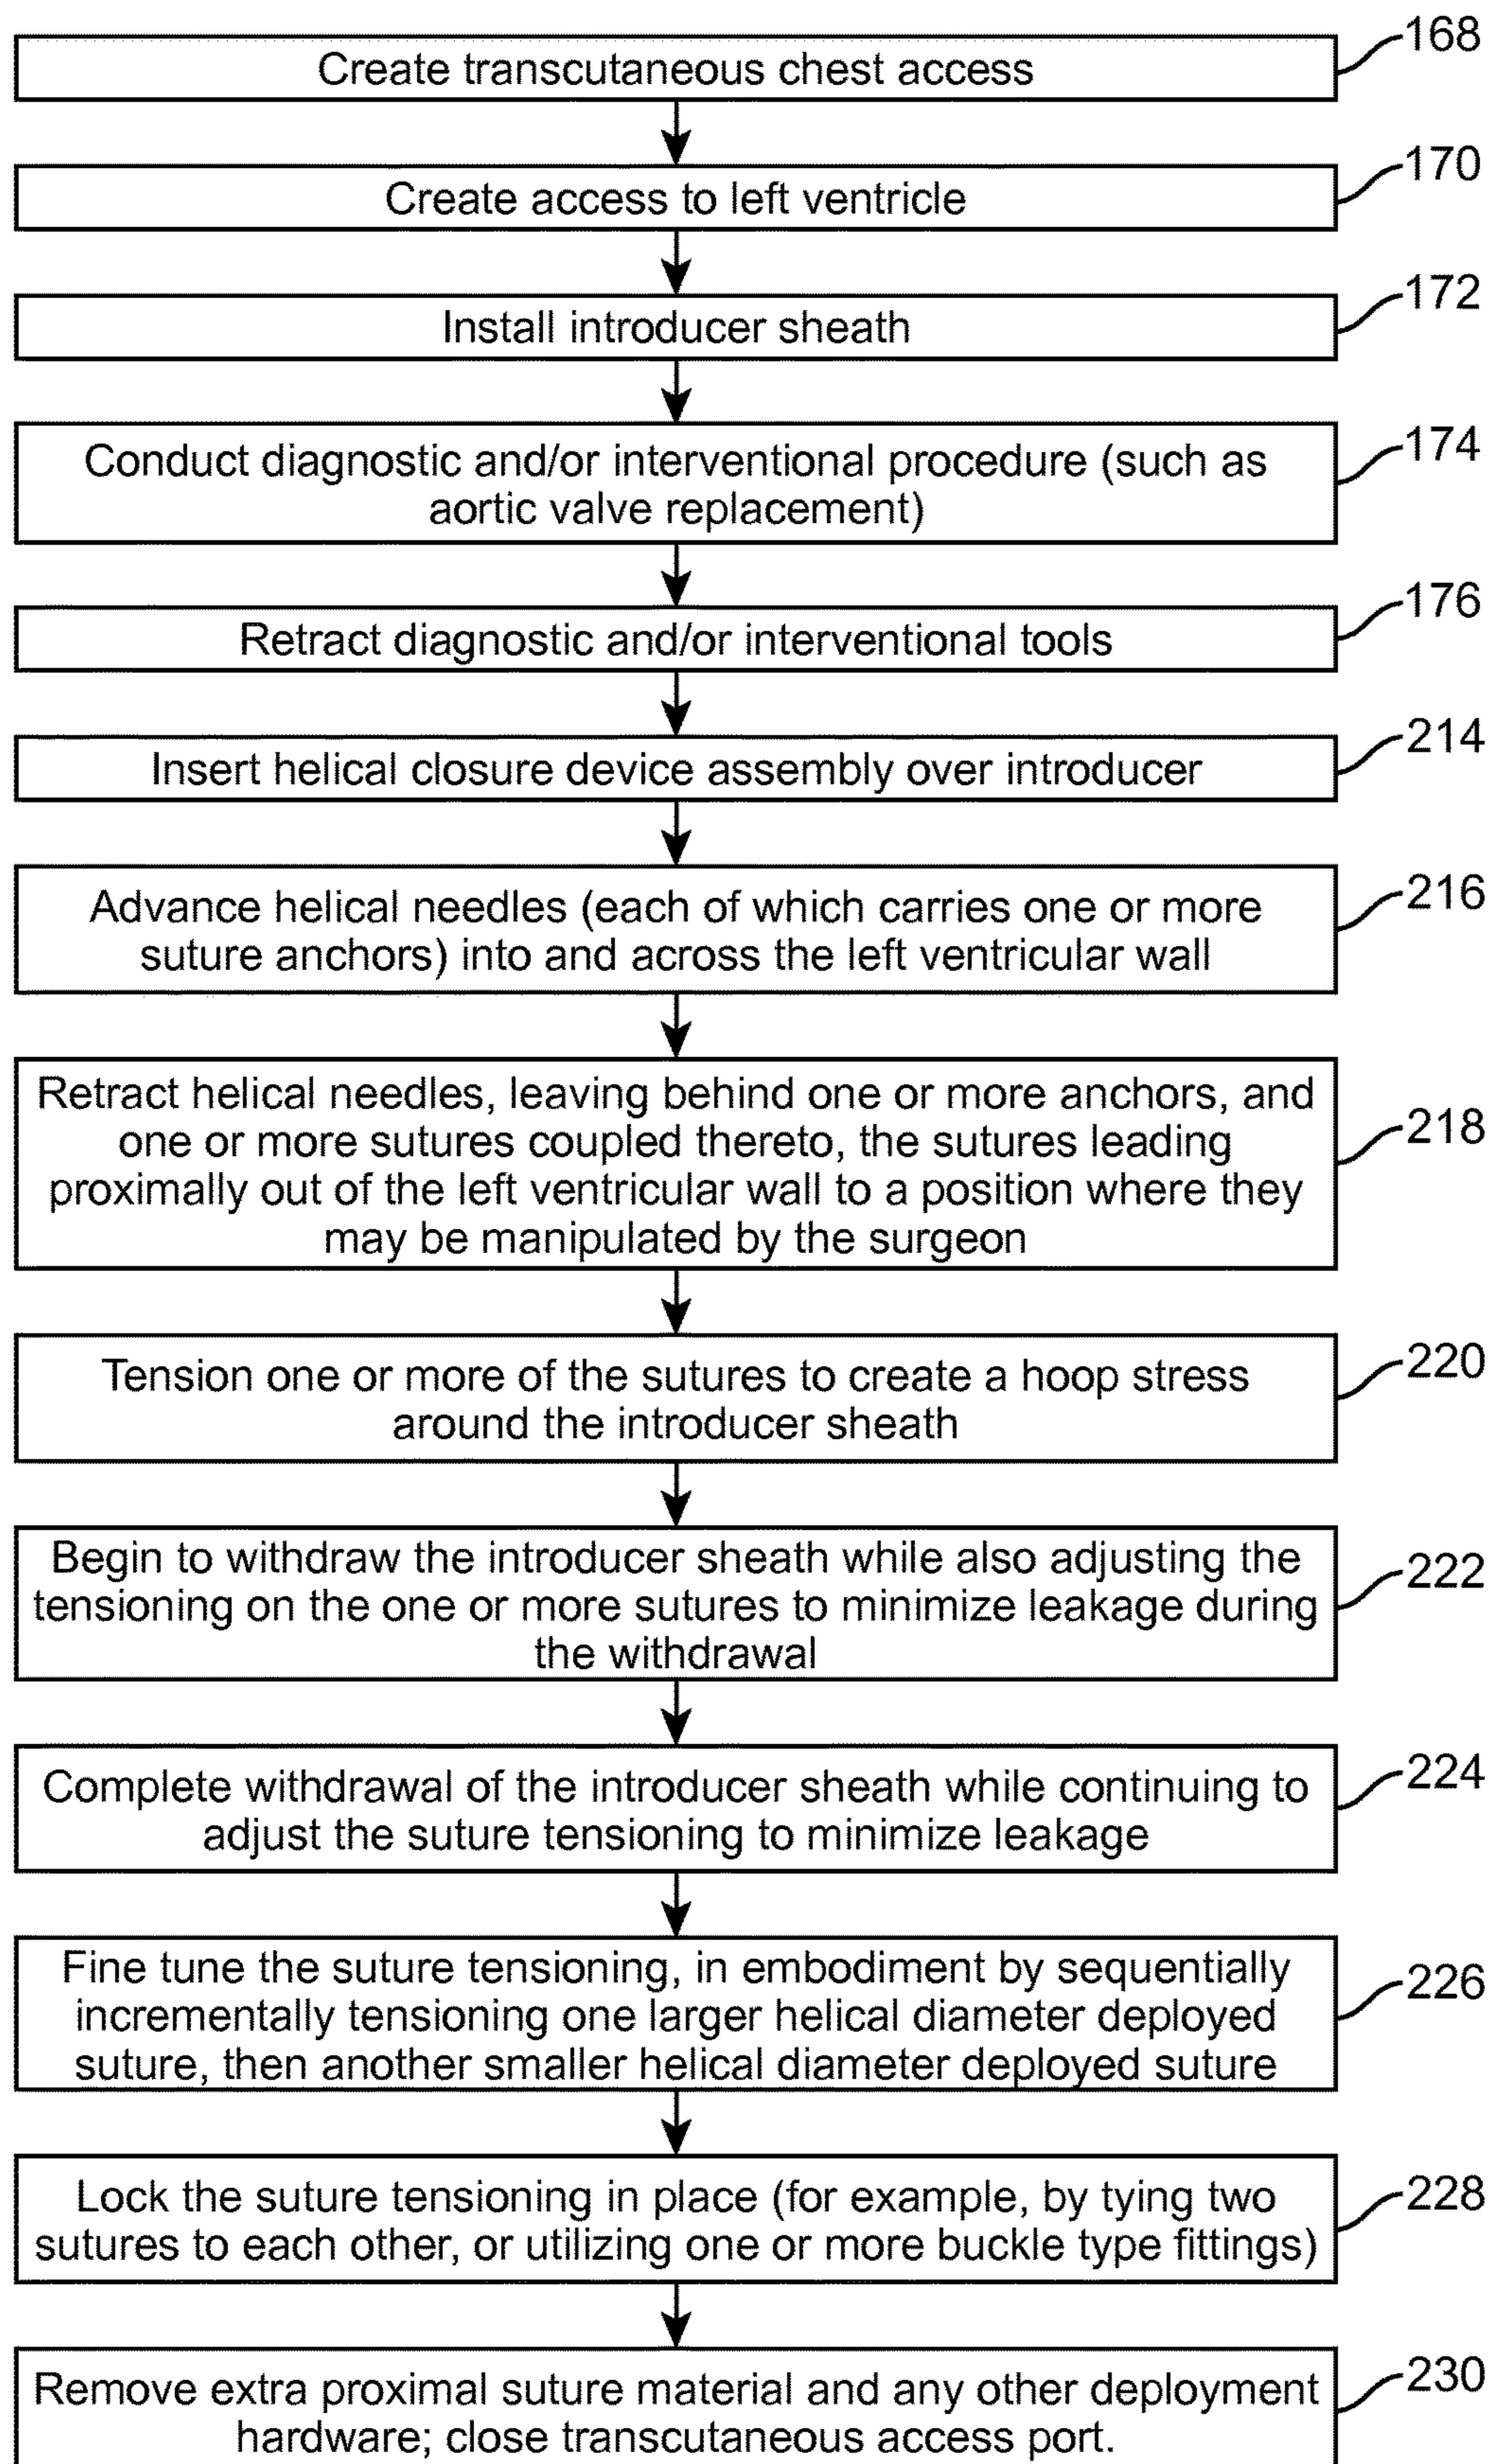 168
Create transcutaneous chest access
170
Create access to left ventricle
172
Install introducer sheath
174
Conduct diagnostic and/or interventional procedure (such as
aortic valve replacement)
176
Retract diagnostic and/or interventional tools
214
Insert helical closure device assembly over introducer
216
Advance helical needles (each of which carries one or more
suture anchors) into and across the left ventricular wall
218
Retract helical needles, leaving behind one or more anchors, and
one or more sutures coupled thereto, the sutures leading
proximally out of the left ventricular wall to a position where they
may be manipulated by the surgeon
220
Tension one or more of the sutures to create a hoop stress
around the introducer sheath
222
Begin to withdraw the introducer sheath while also adjusting the
tensioning on the one or more sutures to minimize leakage during
the withdrawal
224
Complete withdrawal of the introducer sheath while continuing to
adjust the suture tensioning to minimize leakage
226
Fine tune the suture tensioning, in embodiment by sequentially
incrementally tensioning one larger helical diameter deployed
suture, then another smaller helical diameter deployed suture
228
Lock the suture tensioning in place (for example, by tying two
sutures to each other, or utilizing one or more buckle type fittings)
230
Remove extra proximal suture material and any other deployment
hardware; close transcutaneous access port.